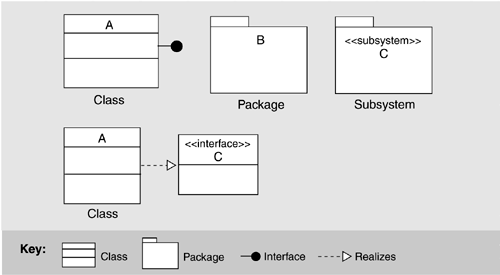 A
B
<<subsystem>>
C
Class
Package
Subsystem
A
<<interface>>
C
Class
Key:
Class
Package
Interface
Realizes